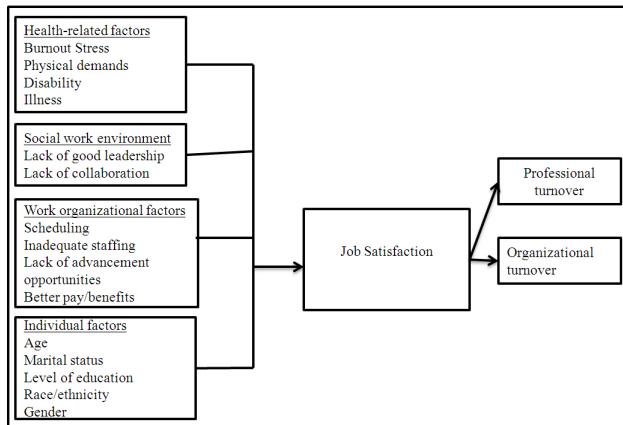 Health-related factors
Burnout Stress
Physical demands
Disability
Illness
Social work environment
Lack of good leadership
Lack of collaboration
Work organizational factors
Scheduling
Inadequate staffing
Lack of advancement
opportunities
Better pay/benefits
Individual factors
Age
Marital status
Level of education
Race/ethnicity
Gender
Job Satisfaction
Professional
turnover
Organizational
turnover